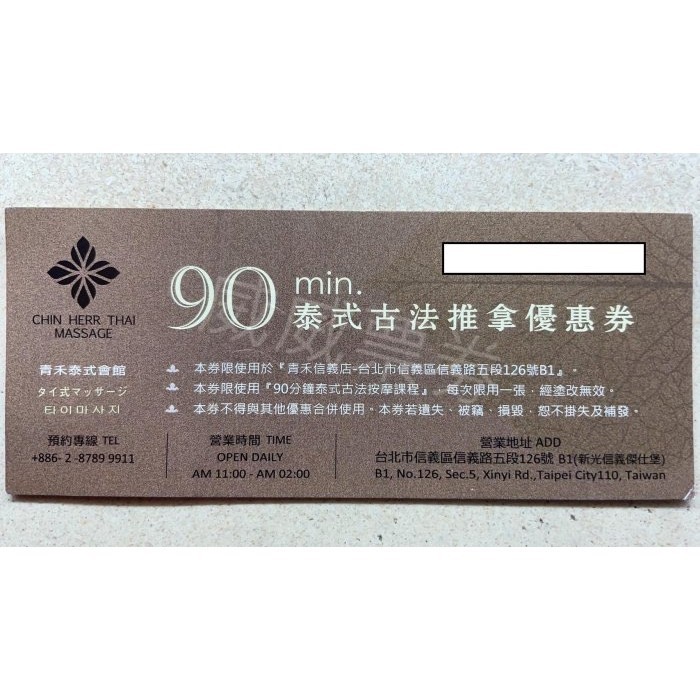 CHIN HERR THAI
MASSAGE
90 min.
泰式古法推拿優惠券
青禾泰式會館
タイ式マッサージ
타이마사지
本券限使用於『青禾信義店-台北市信義區信義路五段126號B1』。
本券限使用『90分鐘泰式古法按摩課程』，每次限用一張，經塗改無效。
本券不得與其他優惠合併使用。本券若遺失、被竊、損毀、恕不掛失及補發。
預約專線 TEL
+886- 2 -8789 9911
營業時間 TIME
OPEN DAILY
AM 11:00 - AM 02:00
營業地址 ADD
台北市信義區信義路五段126號 B1(新光信義傑仕堡)
B1, No.126, Sec.5, Xinyi Rd.,Taipei City110, Taiwan